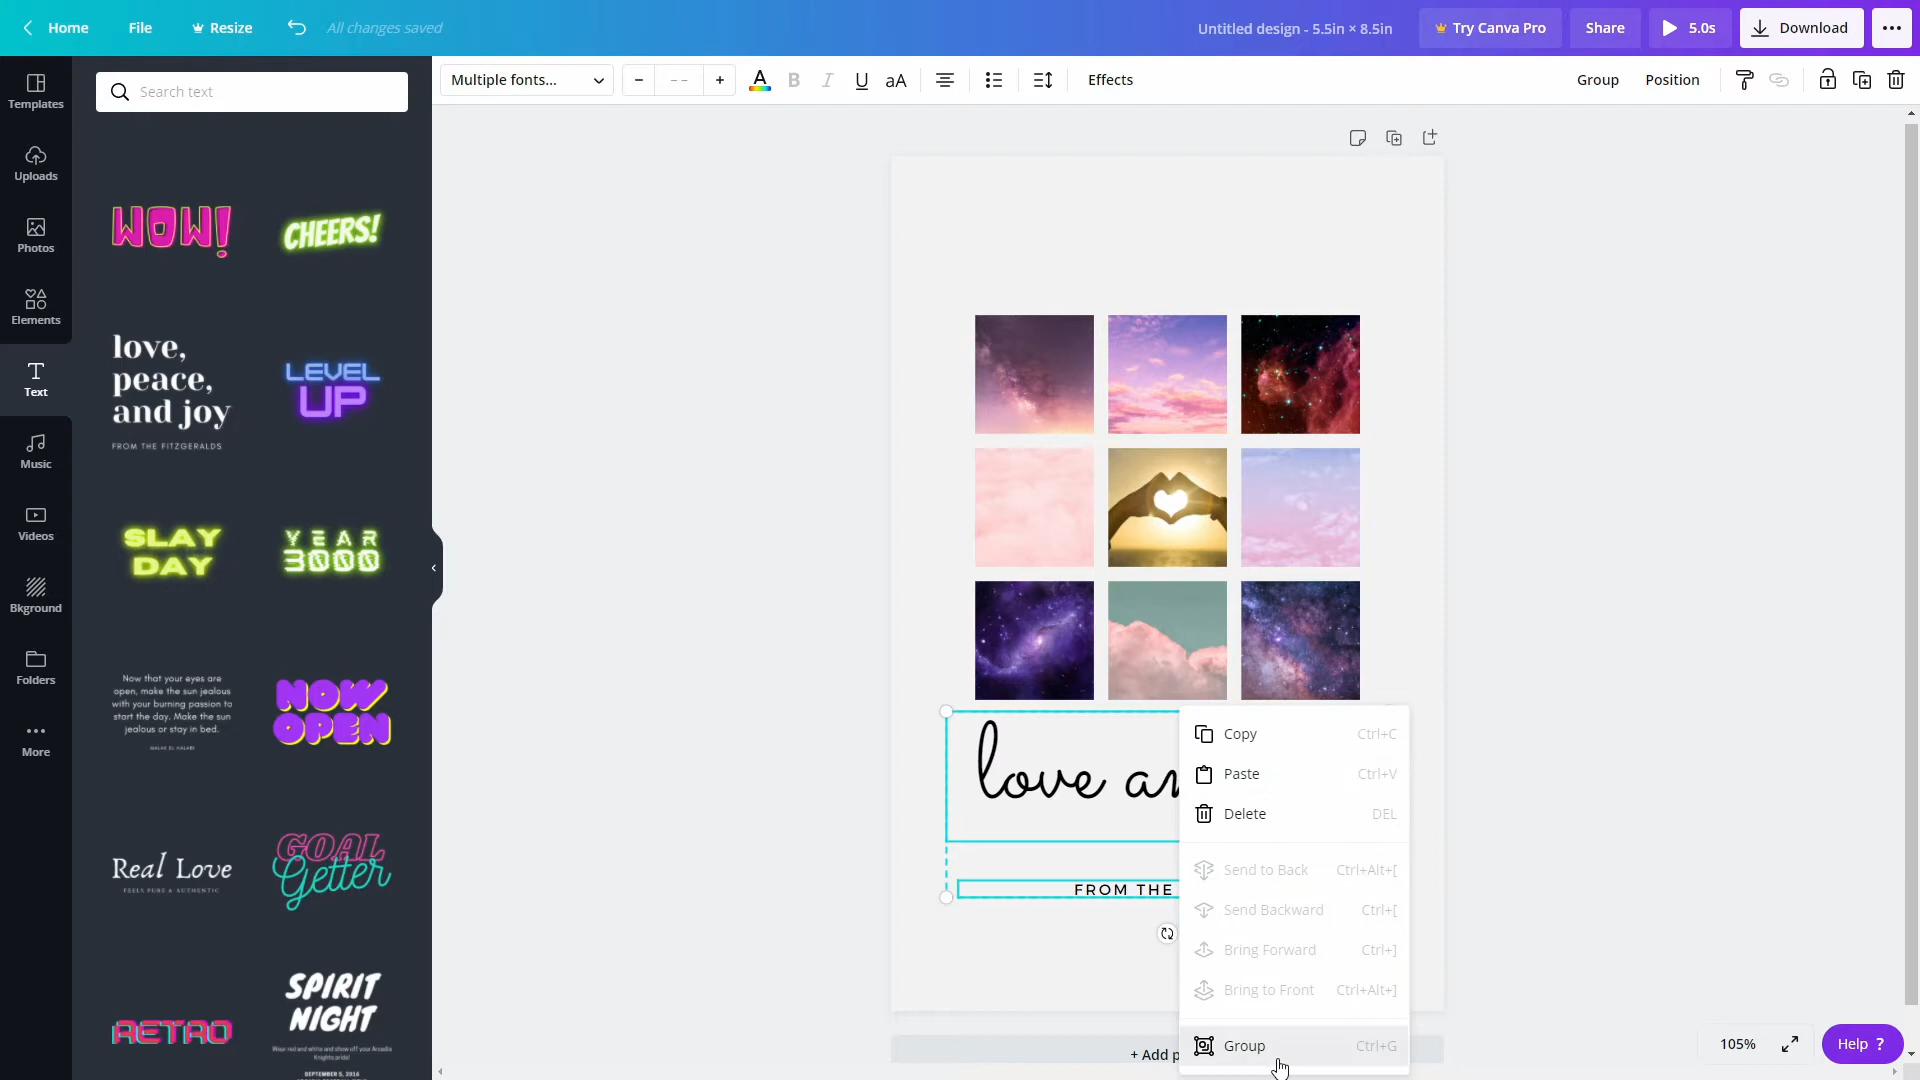 Home
File
Resize
All changes saved
Untitled design - 5.5in × 8.5in
Try Canva Pro
Share
5.0s
Download
Templates
Uploads
Photos
Elements
Text
Music
Videos
Bkground
Folders
More
Search text
Multiple fonts...
– –
A
B
I
U
aA
Effects
Group
Position
WOW!
CHEERS!
love,
peace,
and joy
FROM THE FITZGERALDS
LEVEL
UP
SLAY
DAY
YEAR
3000
Now that your eyes are
open, make the sun jealous
with your burning passion to
start the day. Make the sun
jealous or stay in bed.
MALAK EL HALABI
NOW
OPEN
Real Love
FEELS PURE & AUTHENTIC
GOAL
Getter
RETRO
SPIRIT
NIGHT
Wear red and white and show off your Arcadia
Knights pride!
SEPTEMBER 5, 2016
love an
FROM THE
Copy Ctrl+C
Paste Ctrl+V
Delete DEL
Send to Back Ctrl+Alt+[
Send Backward Ctrl+[
Bring Forward Ctrl+]
Bring to Front Ctrl+Alt+]
Group Ctrl+G
+ Add p
105%
Help ?